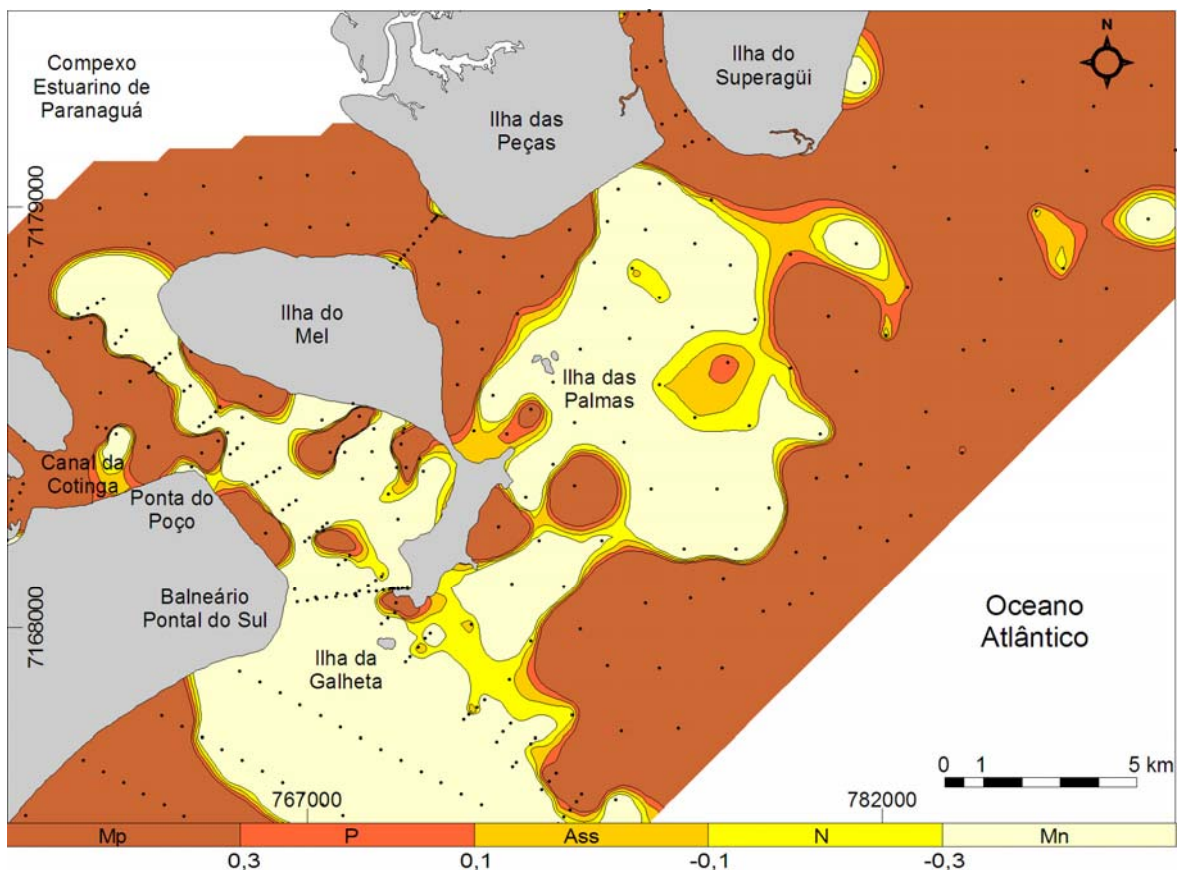 Compexo
Estuarino de
Paranaguá
Ilha das
Peças
Ilha do
Superagüi
N
7179000
Ilha do
Mel
Ilha das
Palmas
Canal da
Cotinga
Ponta do
Poço
Balneário
Pontal do Sul
Ilha da
Galheta
7168000
Oceano
Atlântico
0 1 5 km
767000
782000
Mp P Ass N Mn
0,3 0,1 -0,1 -0,3